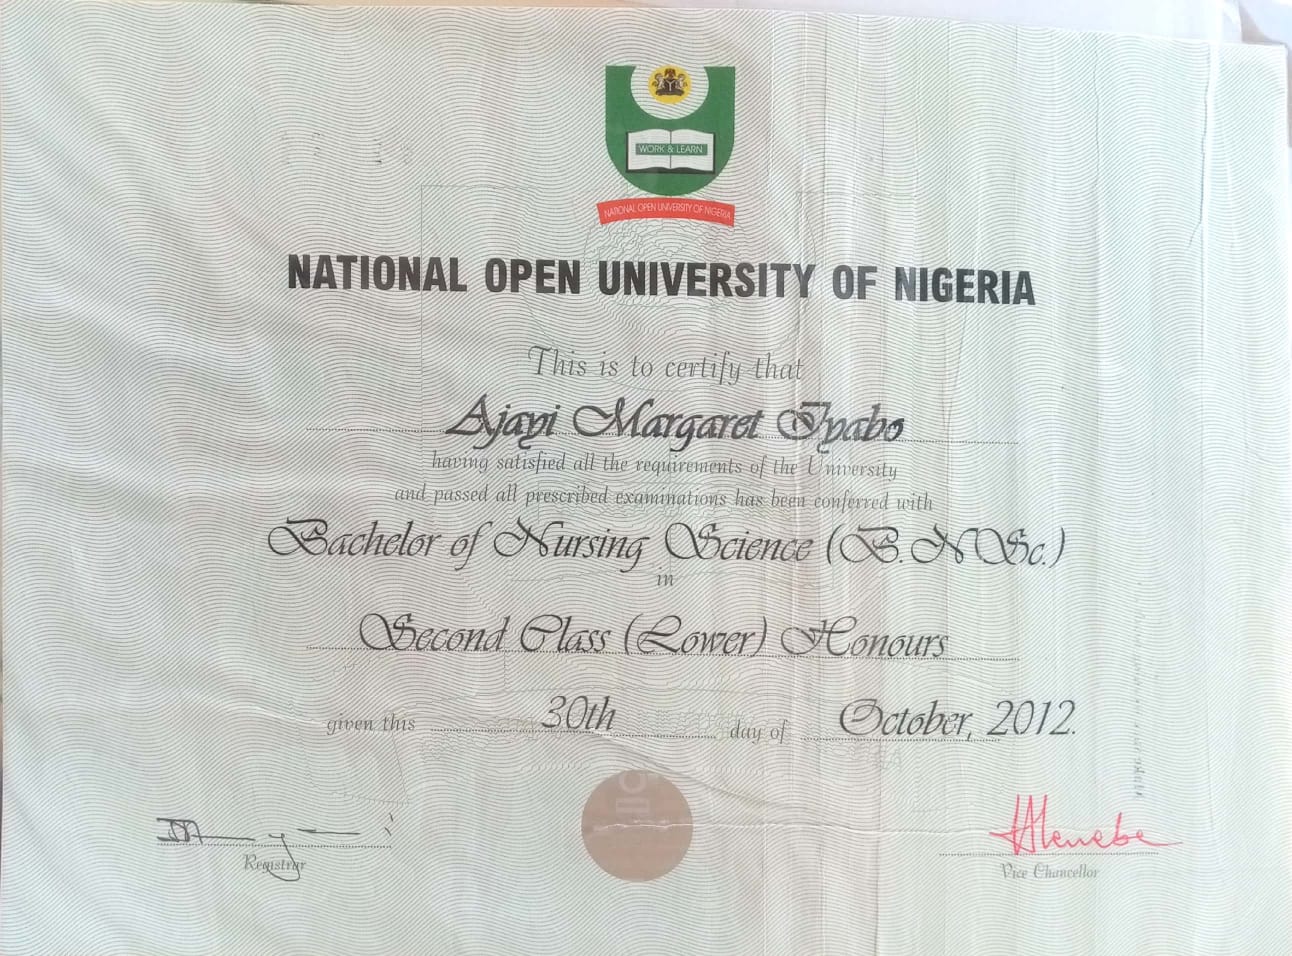 WORK & LEARN
NATIONAL OPEN UNIVERSITY OF NIGERIA
NATIONAL OPEN UNIVERSITY OF NIGERIA
This is to certify that
Ajayi Margaret Iyabo
having satisfied all the requirements of the University
and passed all prescribed examinations has been conferred with
Bachelor of Nursing Science (B.NSc.)
in
Second Class (Lower) Honours
given this 30th day of October, 2012.
Registrar
Vice Chancellor